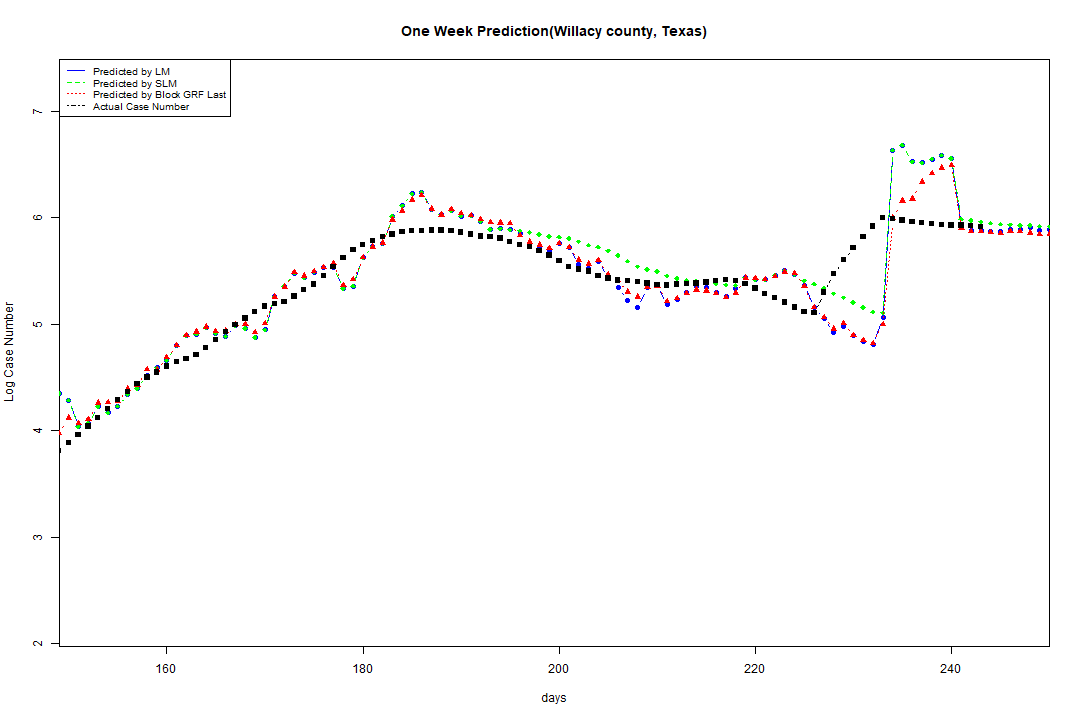 One Week Prediction(Willacy county, Texas)
Predicted by LM
Predicted by SLM
Predicted by Block GRF Last
Actual Case Number
7
6
5
4
3
2
Log Case Number
160 180 200 220 240
days